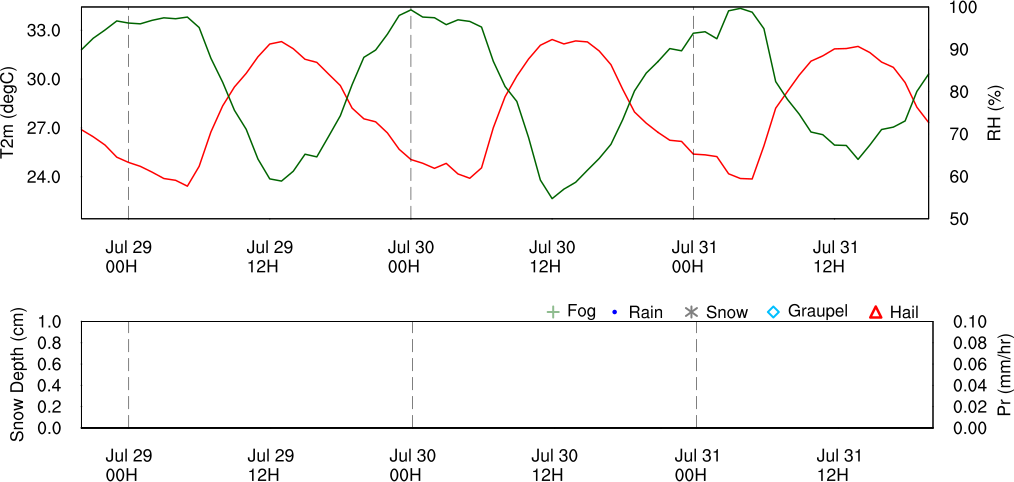 T2m (degC)
33.0
30.0
27.0
24.0
100
90
80
70
60
50
RH (%)
Jul 29 Jul 29 Jul 30 Jul 30 Jul 31 Jul 31
00H 12H 00H 12H 00H 12H
Fog Rain Snow Graupel Hail
Snow Depth (cm)
1.0
0.8
0.6
0.4
0.2
0.0
0.10
0.08
0.06
0.04
0.02
0.00
Pr (mm/hr)
Jul 29 Jul 29 Jul 30 Jul 30 Jul 31 Jul 31
00H 12H 00H 12H 00H 12H